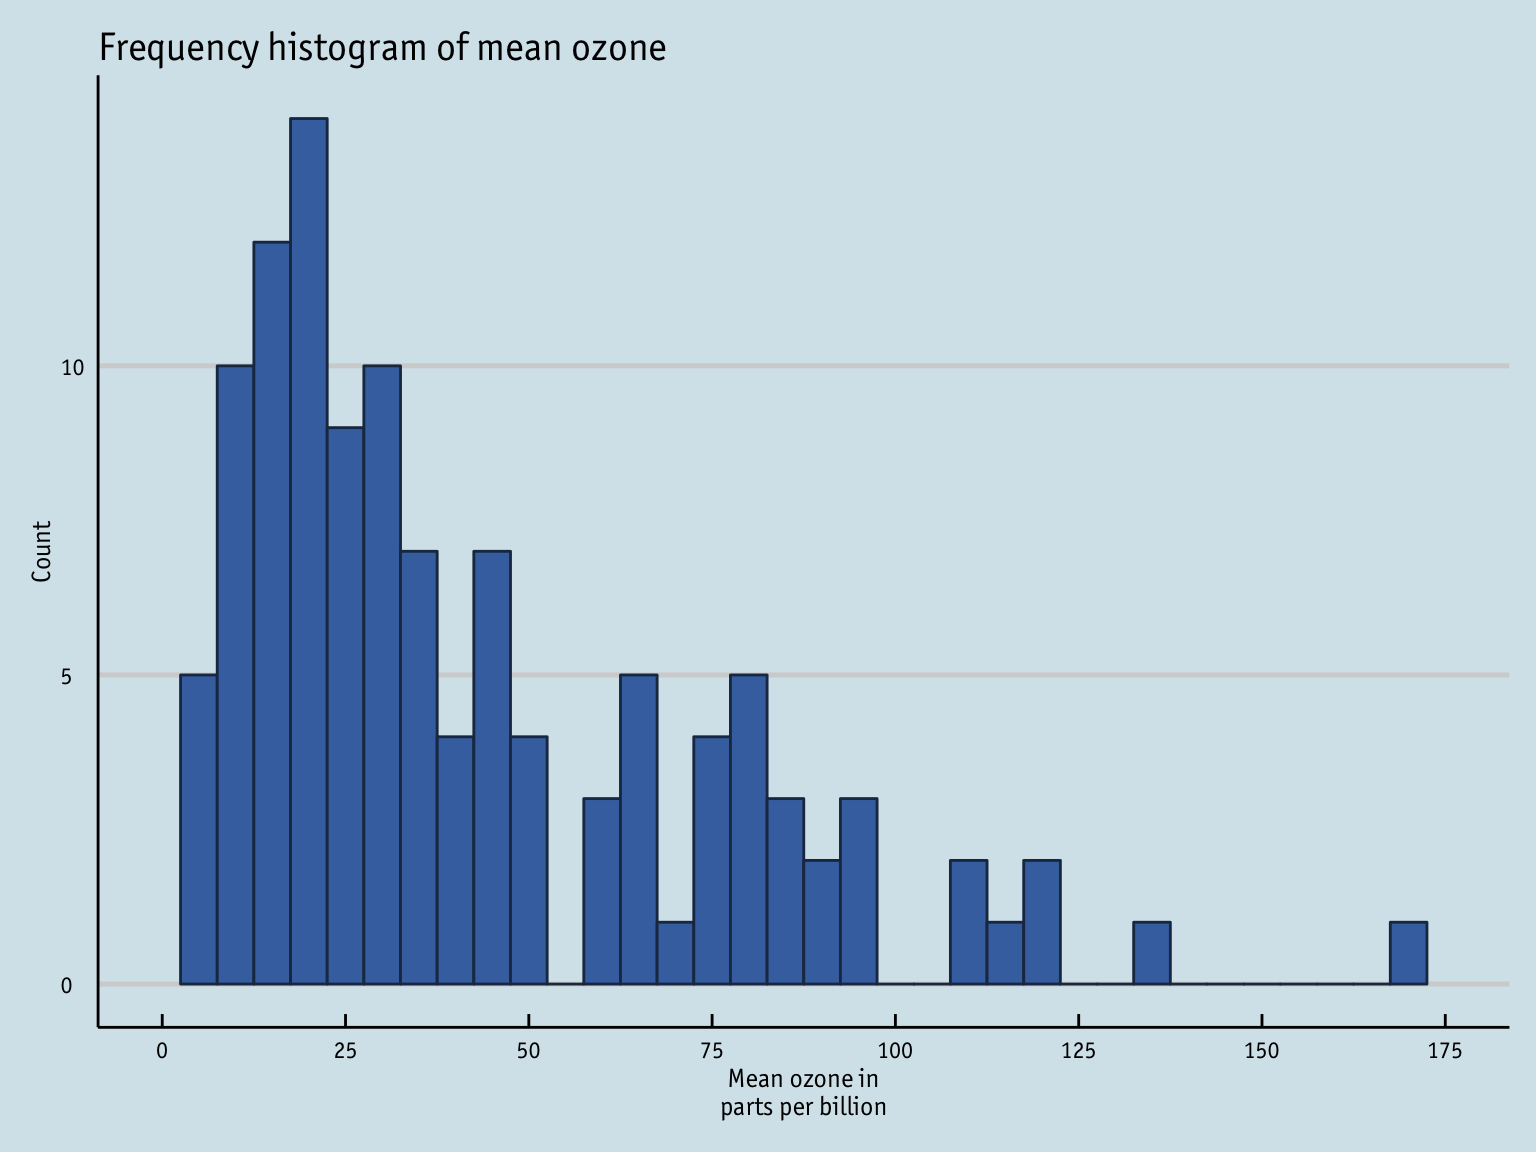 Frequency histogram of mean ozone
10
5
0
Count
0 25 50 75 100 125 150 175
Mean ozone in
parts per billion